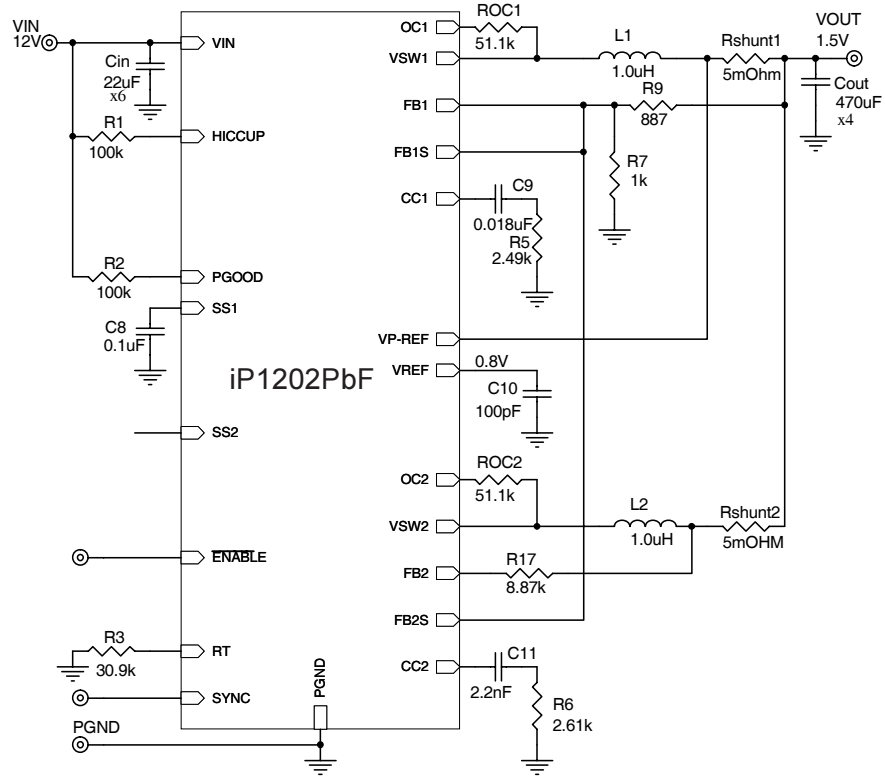 VIN
12V
Cin
22uF
x6
R1
100k
R2
100k
C8
0.1uF
R3
30.9k
PGND
VIN
HICCUP
PGOOD
SS1
SS2
ENABLE
RT
SYNC
PGND
iP1202PbF
OC1
VSW1
FB1
FB1S
CC1
VP-REF
VREF
OC2
VSW2
FB2
FB2S
CC2
ROC1
51.1k
L1
1.0uH
Rshunt1
5mOhm
VOUT
1.5V
Cout
470uF
x4
R9
887
R7
1k
C9
0.018uF
R5
2.49k
0.8V
C10
100pF
ROC2
51.1k
L2
1.0uH
Rshunt2
5mOHM
R17
8.87k
C11
2.2nF
R6
2.61k